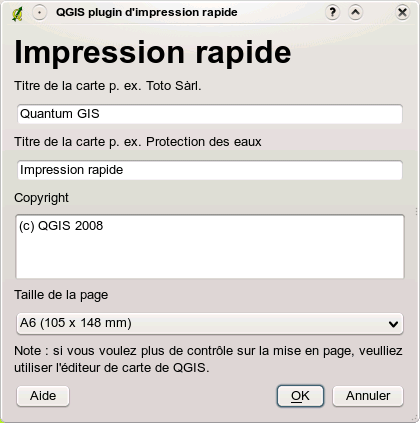 QGIS plugin d'impression rapide
Impression rapide
Titre de la carte p. ex. Toto Sàrl.
Quantum GIS
Titre de la carte p. ex. Protection des eaux
Impression rapide
Copyright
(c) QGIS 2008
Taille de la page
A6 (105 x 148 mm)
Note : si vous voulez plus de contrôle sur la mise en page, veulliez
utiliser l'éditeur de carte de QGIS.
Aide
OK
Annuler